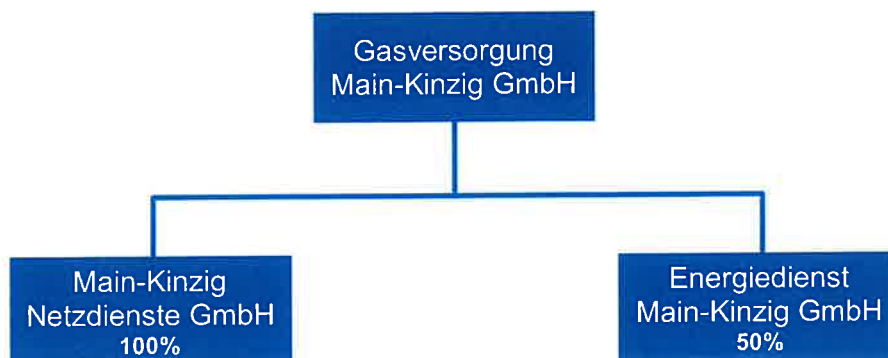 Gasversorgung
Main-Kinzig GmbH
Main-Kinzig
Netzdienste GmbH
100%
Energiedienst
Main-Kinzig GmbH
50%